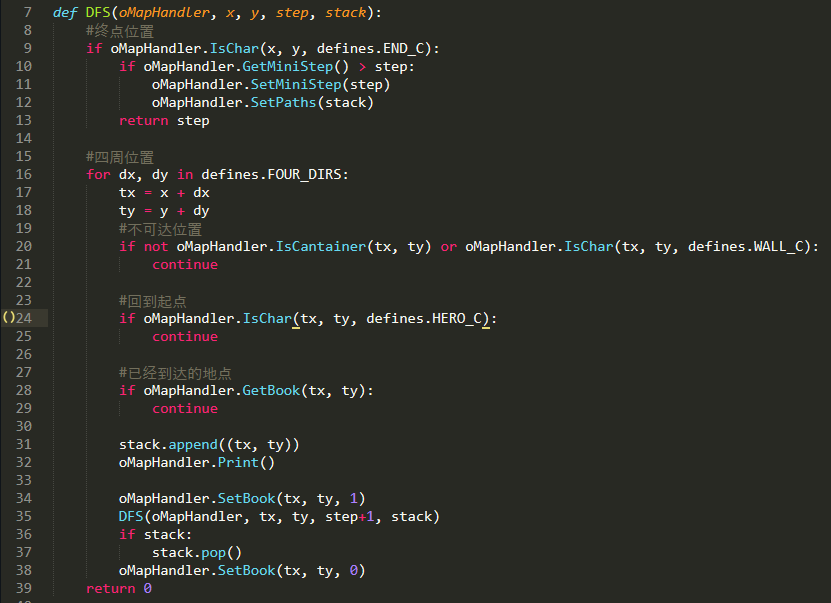 7 def DFS(oMapHandler, x, y, step, stack):
8 #终点位置
9 if oMapHandler.IsChar(x, y, defines.END_C):
10 if oMapHandler.GetMiniStep() > step:
11 oMapHandler.SetMiniStep(step)
12 oMapHandler.SetPaths(stack)
13 return step
14
15 #四周位置
16 for dx, dy in defines.FOUR_DIRS:
17 tx = x + dx
18 ty = y + dy
19 #不可达位置
20 if not oMapHandler.IsCantainer(tx, ty) or oMapHandler.IsChar(tx, ty, defines.WALL_C):
21 continue
22
23 #回到起点
()24 if oMapHandler.IsChar(tx, ty, defines.HERO_C):
25 continue
26
27 #已经到达的地点
28 if oMapHandler.GetBook(tx, ty):
29 continue
30
31 stack.append((tx, ty))
32 oMapHandler.Print()
33
34 oMapHandler.SetBook(tx, ty, 1)
35 DFS(oMapHandler, tx, ty, step+1, stack)
36 if stack:
37 stack.pop()
38 oMapHandler.SetBook(tx, ty, 0)
39 return 0